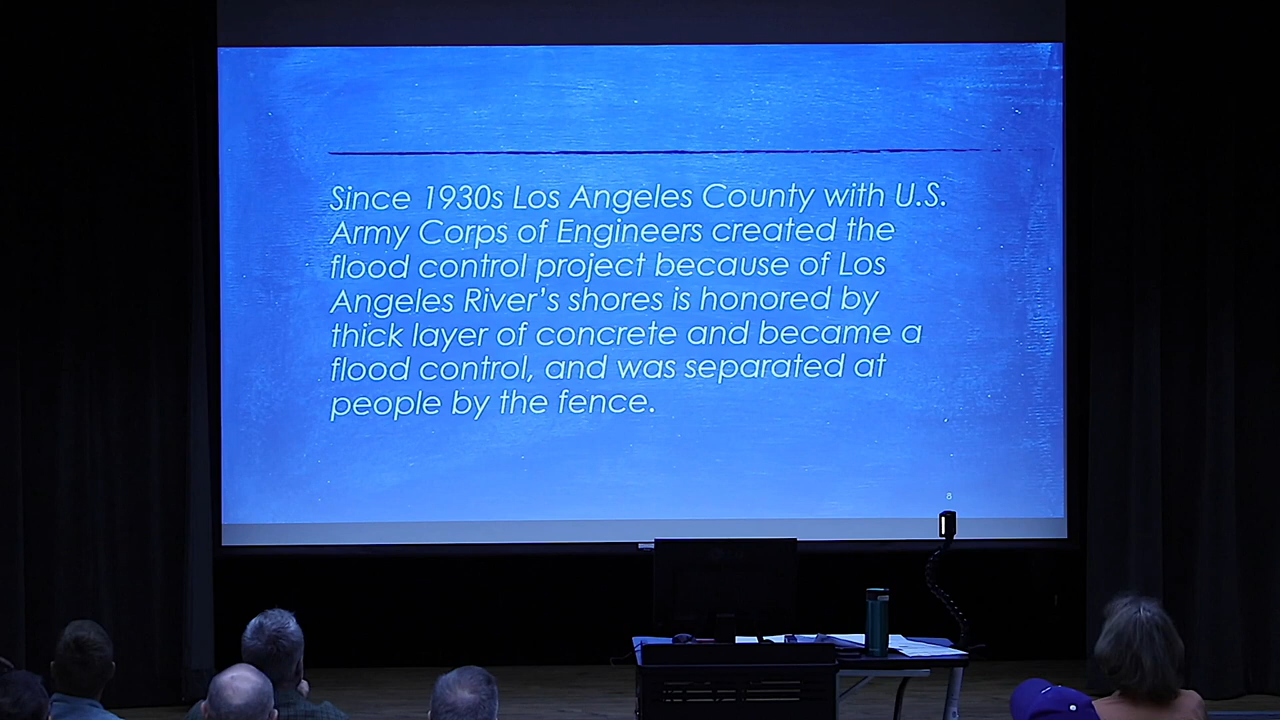 Since 1930s Los Angeles County with U.S.
Army Corps of Engineers created the
flood control project because of Los
Angeles River’s shores is honored by
thick layer of concrete and became a
flood control, and was separated at
people by the fence.
8